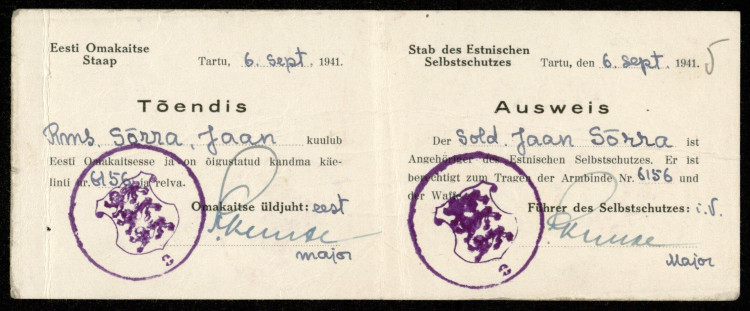 Eesti Omakaitse
Staap
Tartu, 6. sept. 1941.
Tõendis
Rms. Sõrra, Jaan kuulub
Eesti Omakaitsesse ja on õigustatud kandma käe-
linti nr. 6156 ja relva.
Omakaitse üldjuht: eest
major
Stab des Estnischen
Selbstschutzes
Tartu, den 6. sept. 1941.
Ausweis
Der Sold. Jaan Sõrra ist
Angehöriger des Estnischen Selbstschutzes. Er ist
berechtigt zum Tragen der Armbinde Nr. 6156 und
der Waffe.
Führer des Selbstschutzes: i.V.
Major